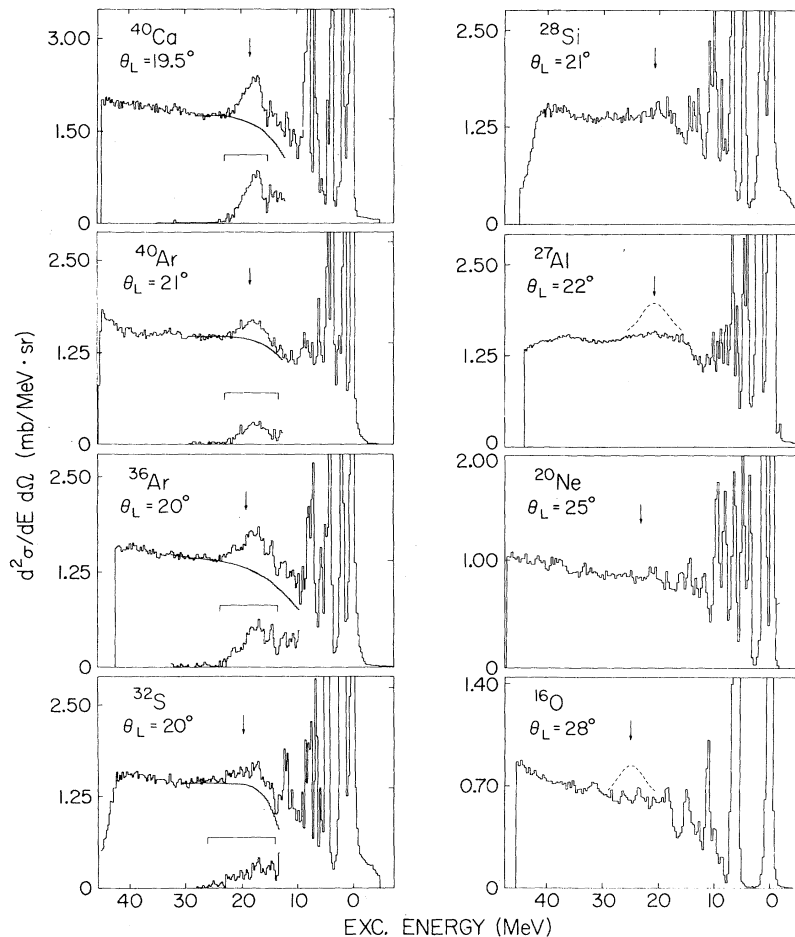 d²σ/dE dΩ (mb/MeV·sr)
⁴⁰Ca
θL = 19.5°
3.00
1.50
0
⁴⁰Ar
θL = 21°
2.50
1.25
0
³⁶Ar
θL = 20°
2.50
1.25
0
³²S
θL = 20°
2.50
1.25
0
40 30 20 10 0
²⁸Si
θL = 21°
2.50
1.25
0
²⁷Al
θL = 22°
2.50
1.25
0
²⁰Ne
θL = 25°
2.00
1.00
0
¹⁶O
θL = 28°
1.40
0.70
0
40 30 20 10 0
EXC. ENERGY (MeV)